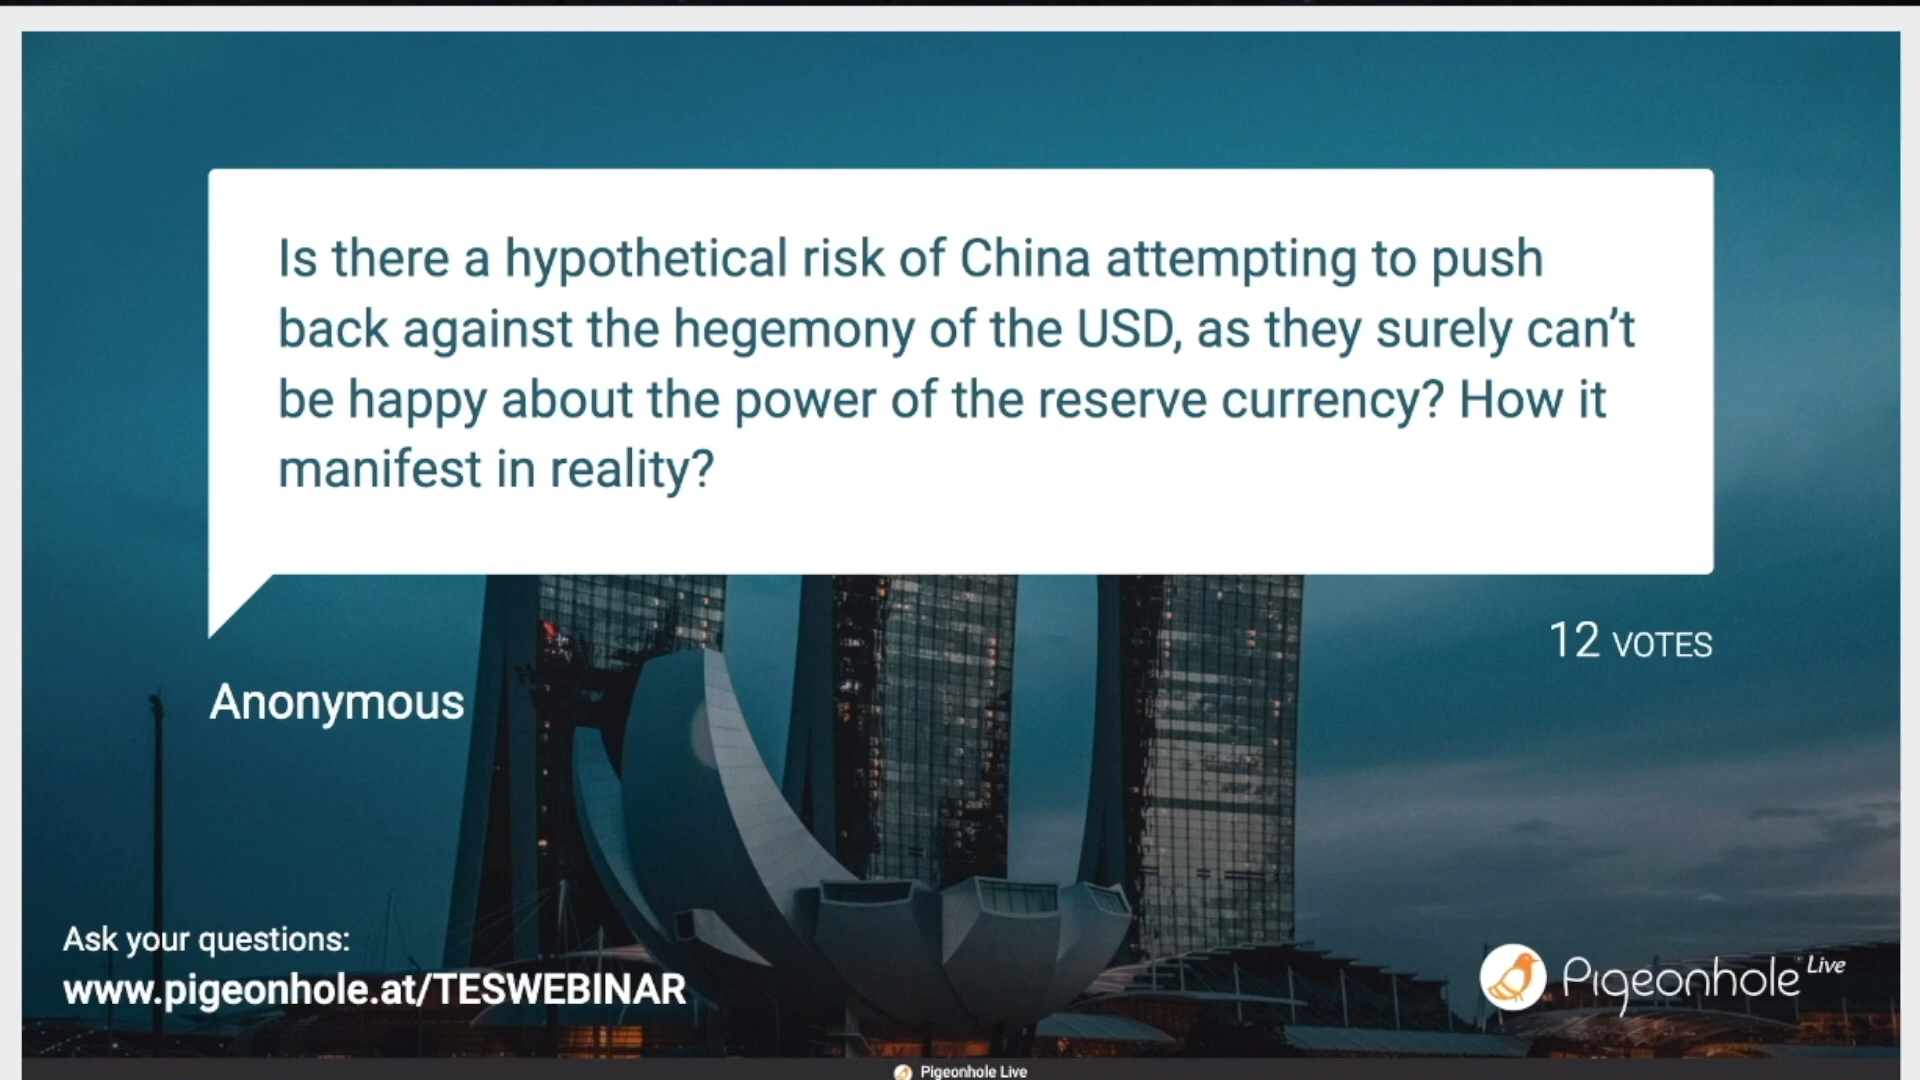 Is there a hypothetical risk of China attempting to push
back against the hegemony of the USD, as they surely can’t
be happy about the power of the reserve currency? How it
manifest in reality?
12 VOTES
Anonymous
Ask your questions:
www.pigeonhole.at/TESWEBINAR
Pigeonhole Live
Pigeonhole Live